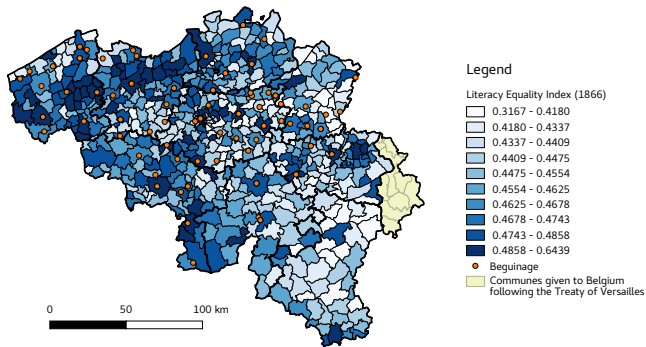 Legend
Literacy Equality Index (1866)
0.3167 - 0.4180
0.4180 - 0.4337
0.4337 - 0.4409
0.4409 - 0.4475
0.4475 - 0.4554
0.4554 - 0.4625
0.4625 - 0.4678
0.4678 - 0.4743
0.4743 - 0.4858
0.4858 - 0.6439
Beguinage
Communes given to Belgium
following the Treaty of Versailles
0 50 100 km